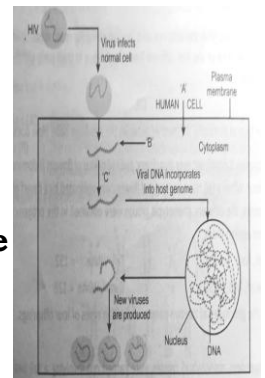 HIV
Virus infects
normal cell
Plasma
membrane
'A'
HUMAN CELL
'B'
Cytoplasm
'C'
Viral DNA incorporates
into host genome
e
New viruses
are produced
Nucleus
DNA